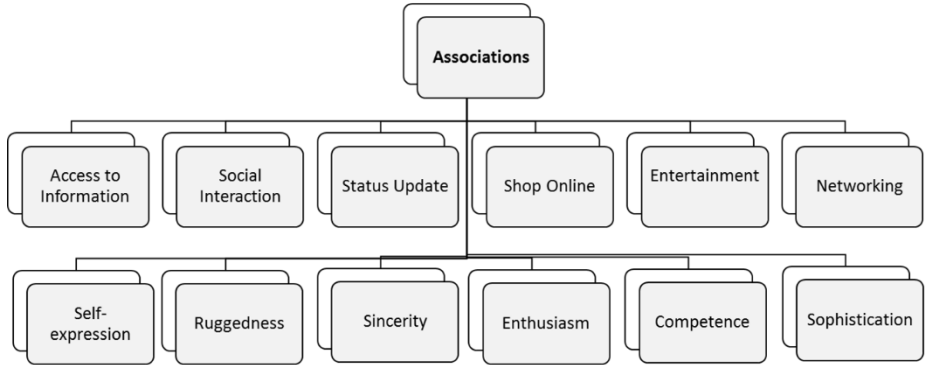 Associations
Access to
Information
Social
Interaction
Status Update
Shop Online
Entertainment
Networking
Self-
expression
Ruggedness
Sincerity
Enthusiasm
Competence
Sophistication